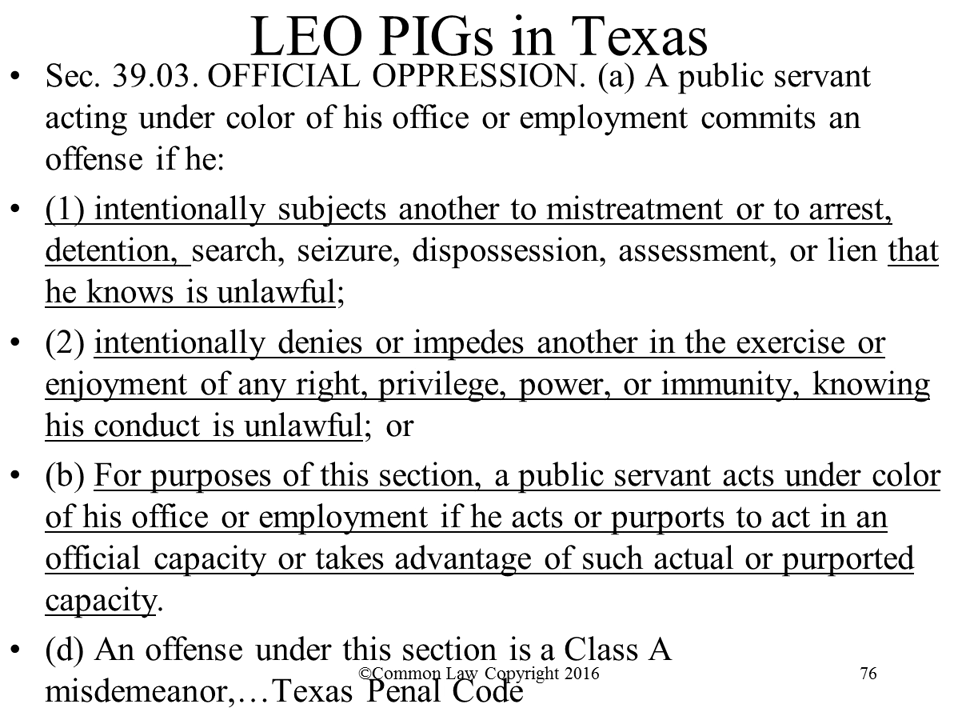 LEO PIGs in Texas
• Sec. 39.03. OFFICIAL OPPRESSION. (a) A public servant
acting under color of his office or employment commits an
offense if he:
• (1) intentionally subjects another to mistreatment or to arrest,
detention, search, seizure, dispossession, assessment, or lien that
he knows is unlawful;
• (2) intentionally denies or impedes another in the exercise or
enjoyment of any right, privilege, power, or immunity, knowing
his conduct is unlawful; or
• (b) For purposes of this section, a public servant acts under color
of his office or employment if he acts or purports to act in an
official capacity or takes advantage of such actual or purported
capacity.
• (d) An offense under this section is a Class A
misdemeanor,…Texas Penal Code
©Common Law Copyright 2016
76